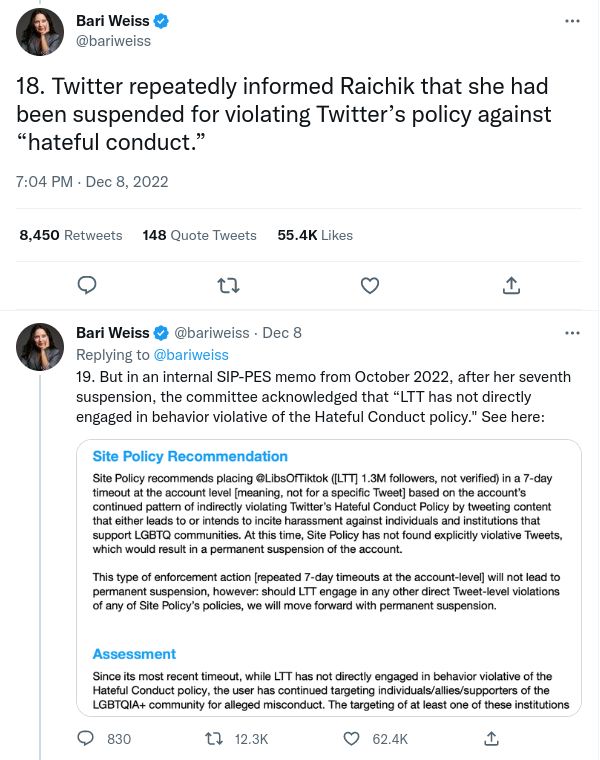 Bari Weiss
@bariweiss
18. Twitter repeatedly informed Raichik that she had
been suspended for violating Twitter’s policy against
“hateful conduct.”
7:04 PM · Dec 8, 2022
8,450 Retweets 148 Quote Tweets 55.4K Likes
Bari Weiss @bariweiss · Dec 8
Replying to @bariweiss
19. But in an internal SIP-PES memo from October 2022, after her seventh
suspension, the committee acknowledged that “LTT has not directly
engaged in behavior violative of the Hateful Conduct policy." See here:
Site Policy Recommendation
Site Policy recommends placing @LibsOfTiktok ([LTT] 1.3M followers, not verified) in a 7-day
timeout at the account level [meaning, not for a specific Tweet] based on the account’s
continued pattern of indirectly violating Twitter’s Hateful Conduct Policy by tweeting content
that either leads to or intends to incite harassment against individuals and institutions that
support LGBTQ communities. At this time, Site Policy has not found explicitly violative Tweets,
which would result in a permanent suspension of the account.
This type of enforcement action [repeated 7-day timeouts at the account-level] will not lead to
permanent suspension, however: should LTT engage in any other direct Tweet-level violations
of any of Site Policy’s policies, we will move forward with permanent suspension.
Assessment
Since its most recent timeout, while LTT has not directly engaged in behavior violative of the
Hateful Conduct policy, the user has continued targeting individuals/allies/supporters of the
LGBTQIA+ community for alleged misconduct. The targeting of at least one of these institutions
830 12.3K 62.4K